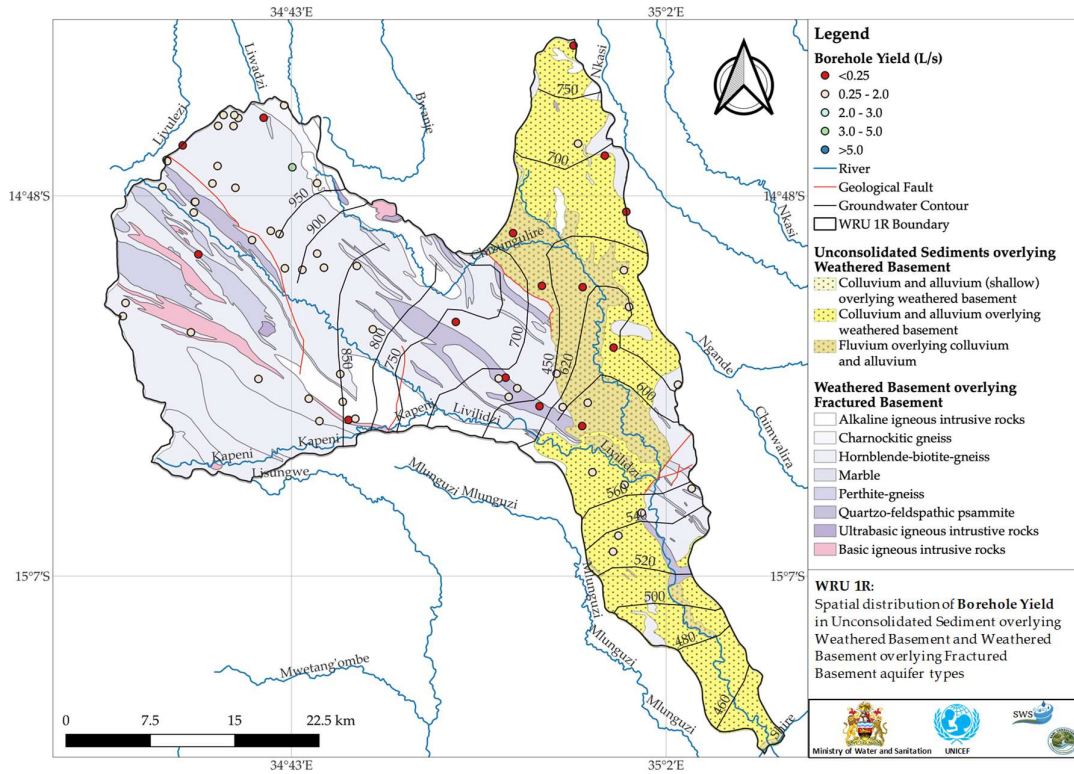 34°43'E
35°2'E
Legend
Borehole Yield (L/s)
<0.25
0.25 - 2.0
2.0 - 3.0
3.0 - 5.0
>5.0
River
Geological Fault
Groundwater Contour
WRU 1R Boundary
Unconsolidated Sediments overlying
Weathered Basement
Colluvium and alluvium (shallow)
overlying weathered basement
Colluvium and alluvium overlying
weathered basement
Fluvium overlying colluvium
and alluvium
Weathered Basement overlying
Fractured Basement
Alkaline igneous intrusive rocks
Charnockitic gneiss
Hornblende-biotite-gneiss
Marble
Perthite-gneiss
Quartzo-feldspathic psammite
Ultrabasic igneous intrustive rocks
Basic igneous intrusive rocks
WRU 1R:
Spatial distribution of Borehole Yield
in Unconsolidated Sediment overlying
Weathered Basement and Weathered
Basement overlying Fractured
Basement aquifer types
Ministry of Water and Sanitation
UNICEF
SWS
Livulezi
Liwadzi
Bwanje
Nkasi
750
700
14°48'S
14°48'S
950
900
Nkasi
Chizungulire
850
800
750
700
450
620
600
Ngande
Chimwalira
Kapeni
Livilidzi
Kapeni
Kapeni
Lisungwe
Livilidzi
Mlunguzi
Mlunguzi
560
540
520
15°7'S
15°7'S
500
480
460
Mlunguzi
Mlunguzi
Mlunguzi
Mwetang'ombe
Shire
0
7.5
15
22.5 km
34°43'E
35°2'E